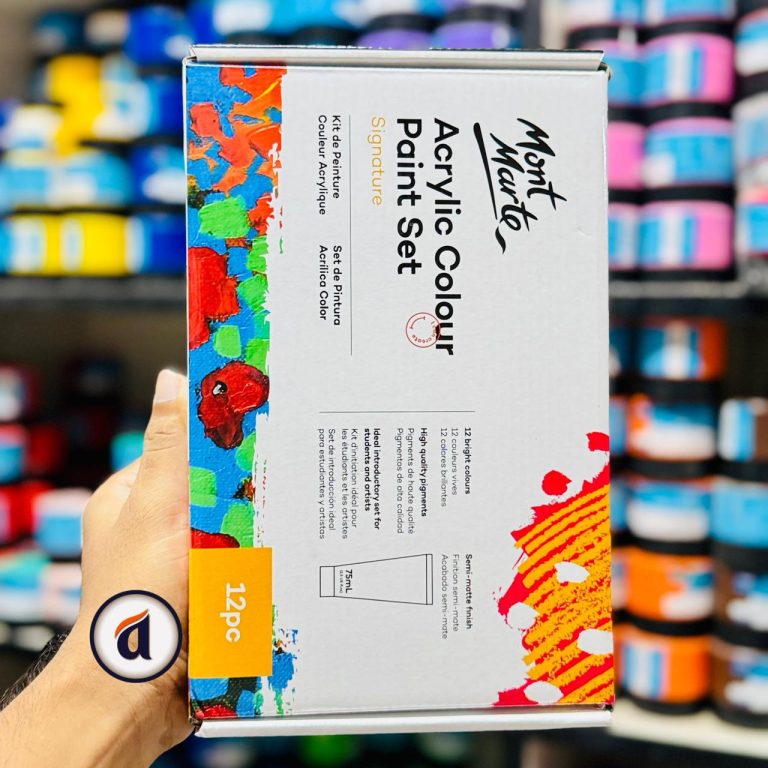 Mont
Marte
Acrylic Colour
Paint Set
Signature
Kit de Peinture
Couleur Acrylique
Set de Pintura
Acrílica Color
12 bright colours
12 couleurs vives
12 colores brillantes
High quality pigments
Pigments de haute qualité
Pigmentos de alta calidad
Ideal introductory set for
students and artists
Kit d'initiation idéal pour
les étudiants et les artistes
Set de introducción ideal
para estudiantes y artistas
Semi-matte finish
Finition semi-mate
Acabado semi-mate
75mL
12pc
a